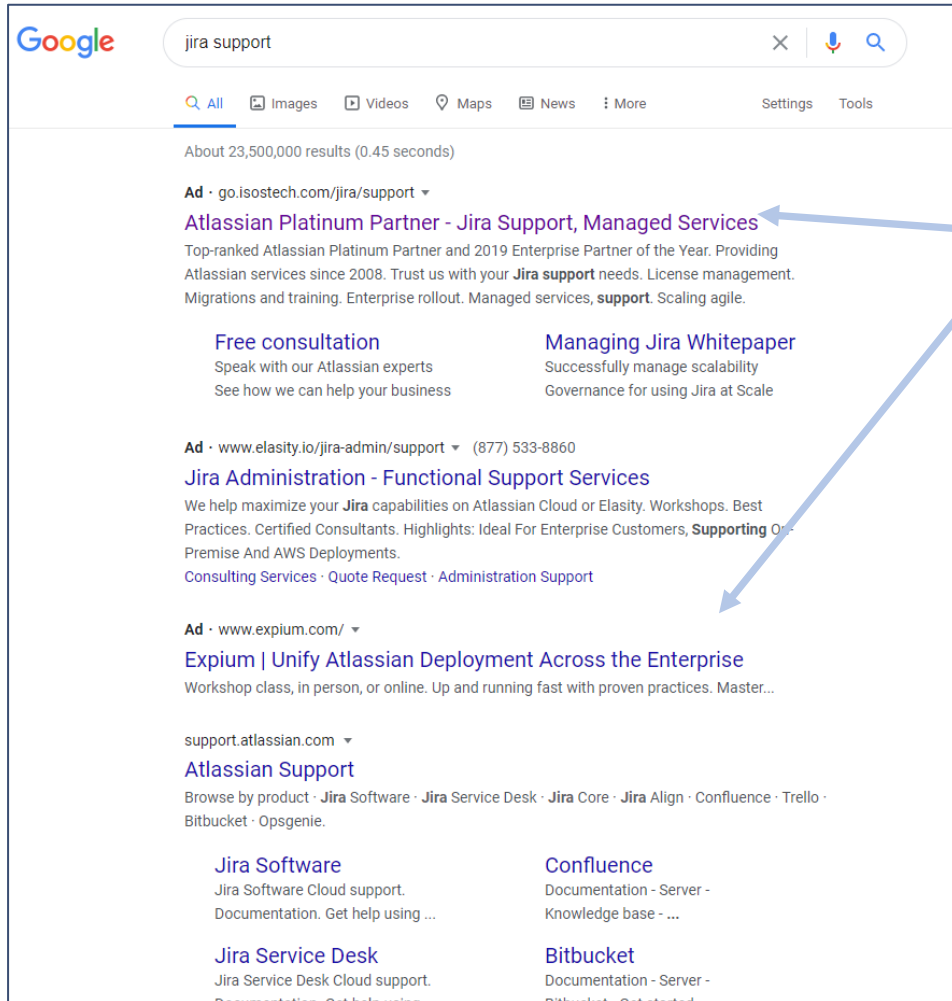 Google
jira support
All Images Videos Maps News More Settings Tools
About 23,500,000 results (0.45 seconds)
Ad · go.isostech.com/jira/support
Atlassian Platinum Partner - Jira Support, Managed Services
Top-ranked Atlassian Platinum Partner and 2019 Enterprise Partner of the Year. Providing
Atlassian services since 2008. Trust us with your Jira support needs. License management.
Migrations and training. Enterprise rollout. Managed services, support. Scaling agile.
Free consultation
Speak with our Atlassian experts
See how we can help your business
Managing Jira Whitepaper
Successfully manage scalability
Governance for using Jira at Scale
Ad · www.elasity.io/jira-admin/support (877) 533-8860
Jira Administration - Functional Support Services
We help maximize your Jira capabilities on Atlassian Cloud or Elasity. Workshops. Best
Practices. Certified Consultants. Highlights: Ideal For Enterprise Customers, Supporting On-
Premise And AWS Deployments.
Consulting Services · Quote Request · Administration Support
Ad · www.expium.com/
Expium | Unify Atlassian Deployment Across the Enterprise
Workshop class, in person, or online. Up and running fast with proven practices. Master...
support.atlassian.com
Atlassian Support
Browse by product · Jira Software · Jira Service Desk · Jira Core · Jira Align · Confluence · Trello ·
Bitbucket · Opsgenie.
Jira Software
Jira Software Cloud support.
Documentation. Get help using ...
Confluence
Documentation - Server -
Knowledge base - ...
Jira Service Desk
Jira Service Desk Cloud support.
Bitbucket
Documentation - Server -